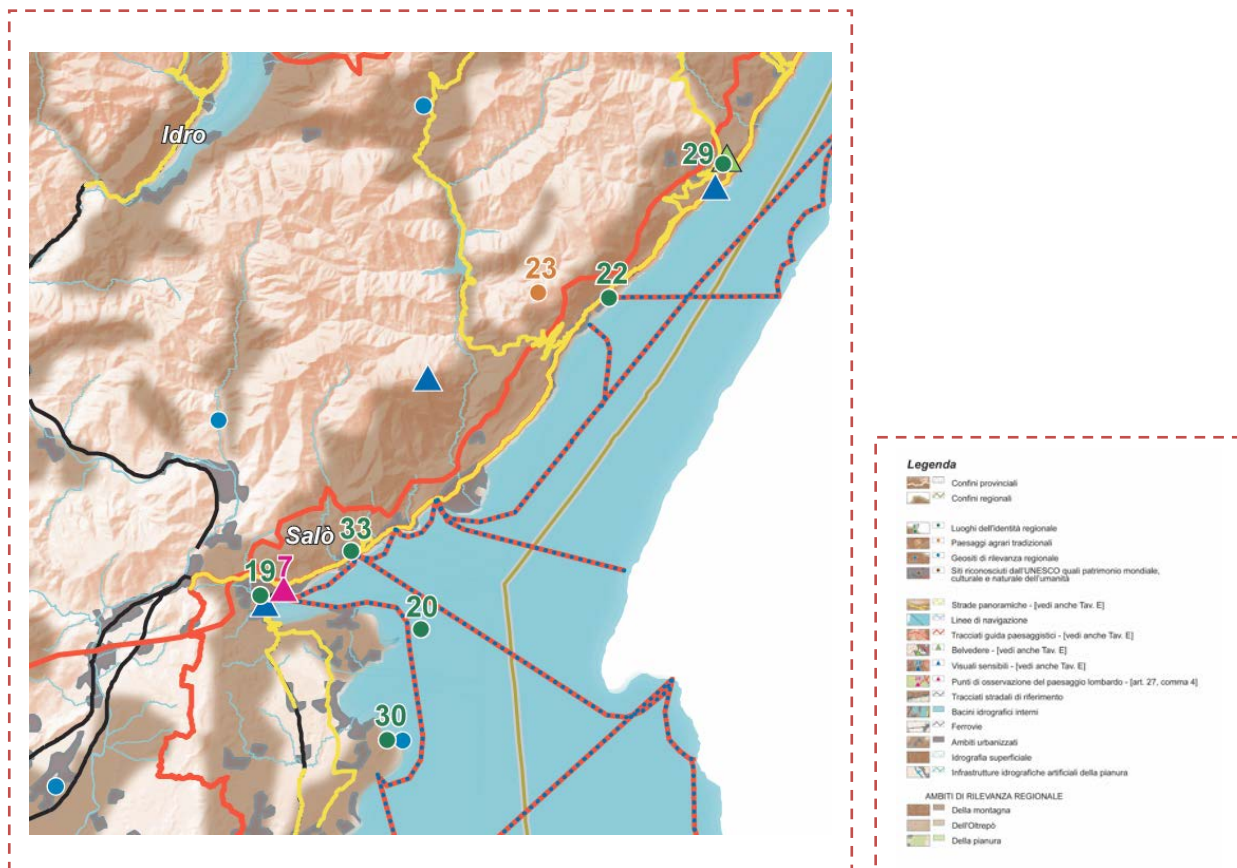 Idro
29
23
22
Salò
33
19
7
20
30
Legenda
Confini provinciali
Confini regionali
Luoghi dell'identità regionale
Paesaggi agrari tradizionali
Geositi di rilevanza regionale
Siti riconosciuti dall'UNESCO quali patrimonio mondiale,
culturale e naturale dell'umanità
Strade panoramiche - [vedi anche Tav. E]
Linee di navigazione
Tracciati guida paesaggistici - [vedi anche Tav. E]
Belvedere - [vedi anche Tav. E]
Visuali sensibili - [vedi anche Tav. E]
Punti di osservazione del paesaggio lombardo - [art. 27, comma 4]
Tracciati stradali di riferimento
Bacini idrografici interni
Ferrovie
Ambiti urbanizzati
Idrografia superficiale
Infrastrutture idrografiche artificiali della pianura
AMBITI DI RILEVANZA REGIONALE
Della montagna
Dell'Oltrepò
Della pianura